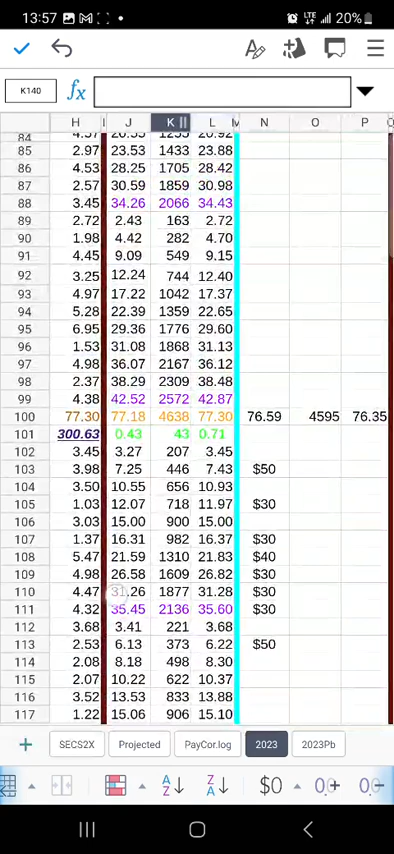 13:57 LTE 20%
K140 fx
H I J K L M N O P Q
84 4.57 20.55 1255 20.92
85 2.97 23.53 1433 23.88
86 4.53 28.25 1705 28.42
87 2.57 30.59 1859 30.98
88 3.45 34.26 2066 34.43
89 2.72 2.43 163 2.72
90 1.98 4.42 282 4.70
91 4.45 9.09 549 9.15
92 3.25 12.24 744 12.40
93 4.97 17.22 1042 17.37
94 5.28 22.39 1359 22.65
95 6.95 29.36 1776 29.60
96 1.53 31.08 1868 31.13
97 4.98 36.07 2167 36.12
98 2.37 38.29 2309 38.48
99 4.38 42.52 2572 42.87
100 77.30 77.18 4638 77.30 76.59 4595 76.35
101 300.63 0.43 43 0.71
102 3.45 3.27 207 3.45
103 3.98 7.25 446 7.43 $50
104 3.50 10.55 656 10.93
105 1.03 12.07 718 11.97 $30
106 3.03 15.00 900 15.00
107 1.37 16.31 982 16.37 $30
108 5.47 21.59 1310 21.83 $40
109 4.98 26.58 1609 26.82 $30
110 4.47 31.26 1877 31.28 $30
111 4.32 35.45 2136 35.60 $30
112 3.68 3.41 221 3.68
113 2.53 6.13 373 6.22 $50
114 2.08 8.18 498 8.30
115 2.07 10.22 622 10.37
116 3.52 13.53 833 13.88
117 1.22 15.06 906 15.10
+ SECS2X Projected PayCor.log 2023 2023Pb
A Z Z A $0 0+ 0-